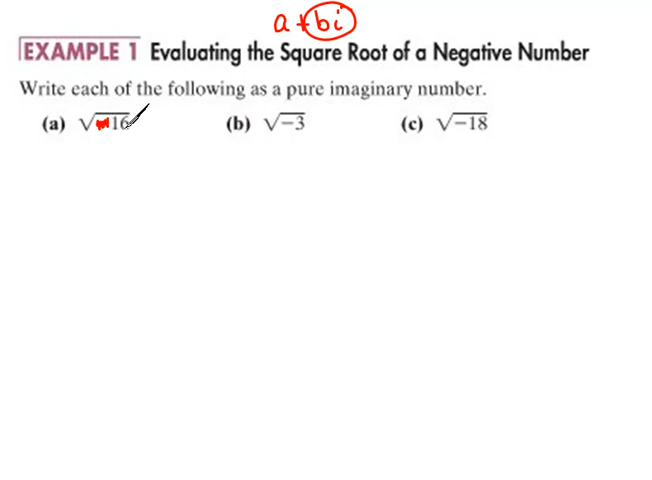 a + bi
EXAMPLE 1 Evaluating the Square Root of a Negative Number
Write each of the following as a pure imaginary number.
(a) √-16 (b) √−3 (c) √−18